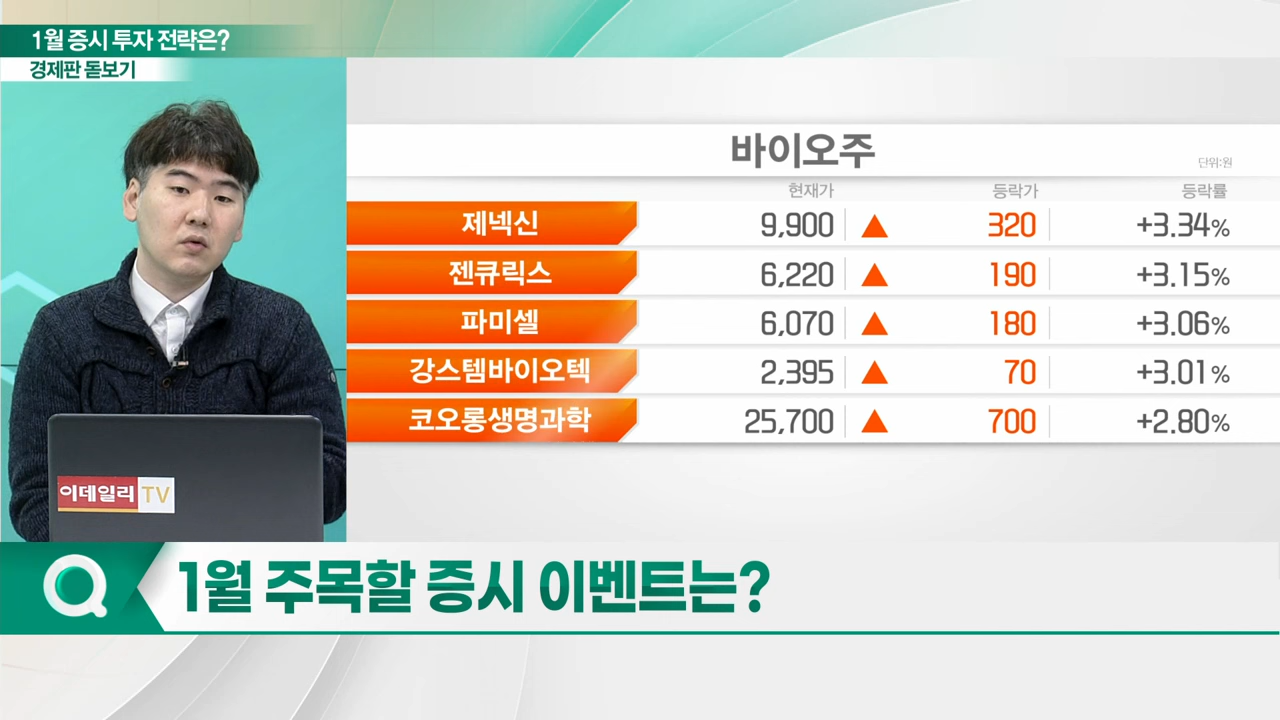 1월 증시 투자 전략은?
경제판 돋보기
바이오주
단위:원
현재가 등락가 등락률
제넥신 9,900 ▲ 320 +3.34%
젠큐릭스 6,220 ▲ 190 +3.15%
파미셀 6,070 ▲ 180 +3.06%
강스템바이오텍 2,395 ▲ 70 +3.01%
코오롱생명과학 25,700 ▲ 700 +2.80%
이데일리 TV
Q 1월 주목할 증시 이벤트는?